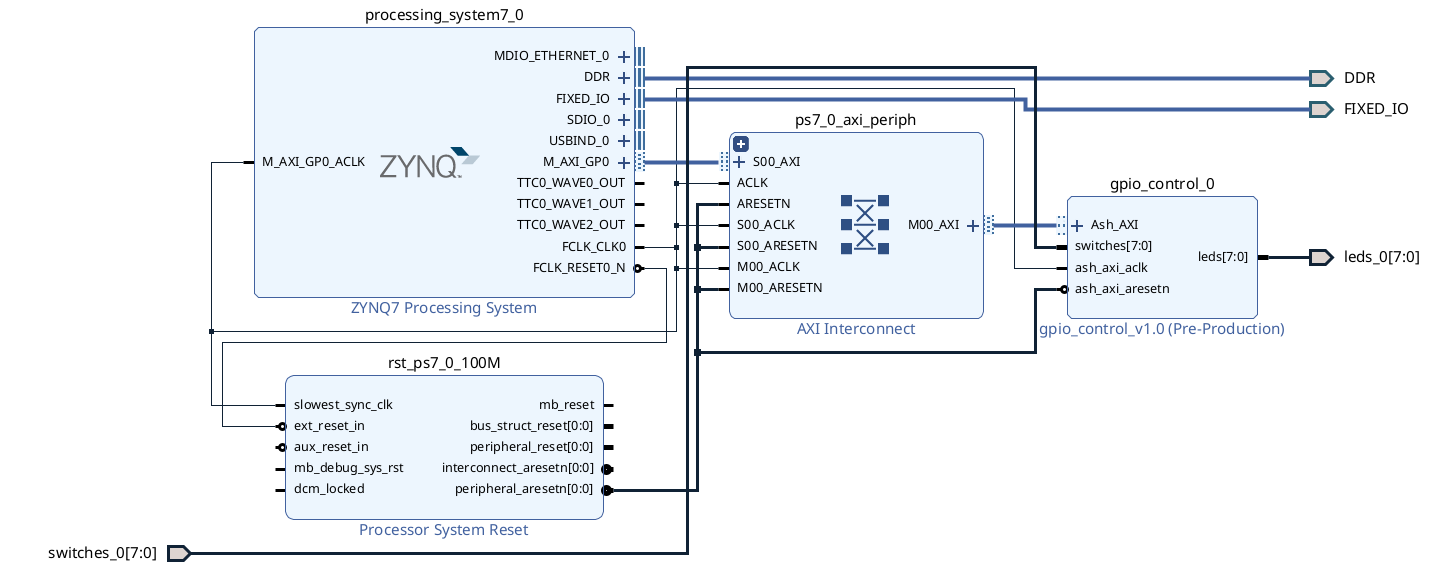 processing_system7_0
MDIO_ETHERNET_0
DDR
FIXED_IO
SDIO_0
USBIND_0
M_AXI_GP0_ACLK
ZYNQ
M_AXI_GP0
TTC0_WAVE0_OUT
TTC0_WAVE1_OUT
TTC0_WAVE2_OUT
FCLK_CLK0
FCLK_RESET0_N
ZYNQ7 Processing System
ps7_0_axi_periph
S00_AXI
ACLK
ARESETN
S00_ACLK
S00_ARESETN
M00_ACLK
M00_ARESETN
M00_AXI
AXI Interconnect
gpio_control_0
Ash_AXI
switches[7:0]
ash_axi_aclk
ash_axi_aresetn
leds[7:0]
gpio_control_v1.0 (Pre-Production)
DDR
FIXED_IO
leds_0[7:0]
rst_ps7_0_100M
slowest_sync_clk
ext_reset_in
aux_reset_in
mb_debug_sys_rst
dcm_locked
mb_reset
bus_struct_reset[0:0]
peripheral_reset[0:0]
interconnect_aresetn[0:0]
peripheral_aresetn[0:0]
Processor System Reset
switches_0[7:0]